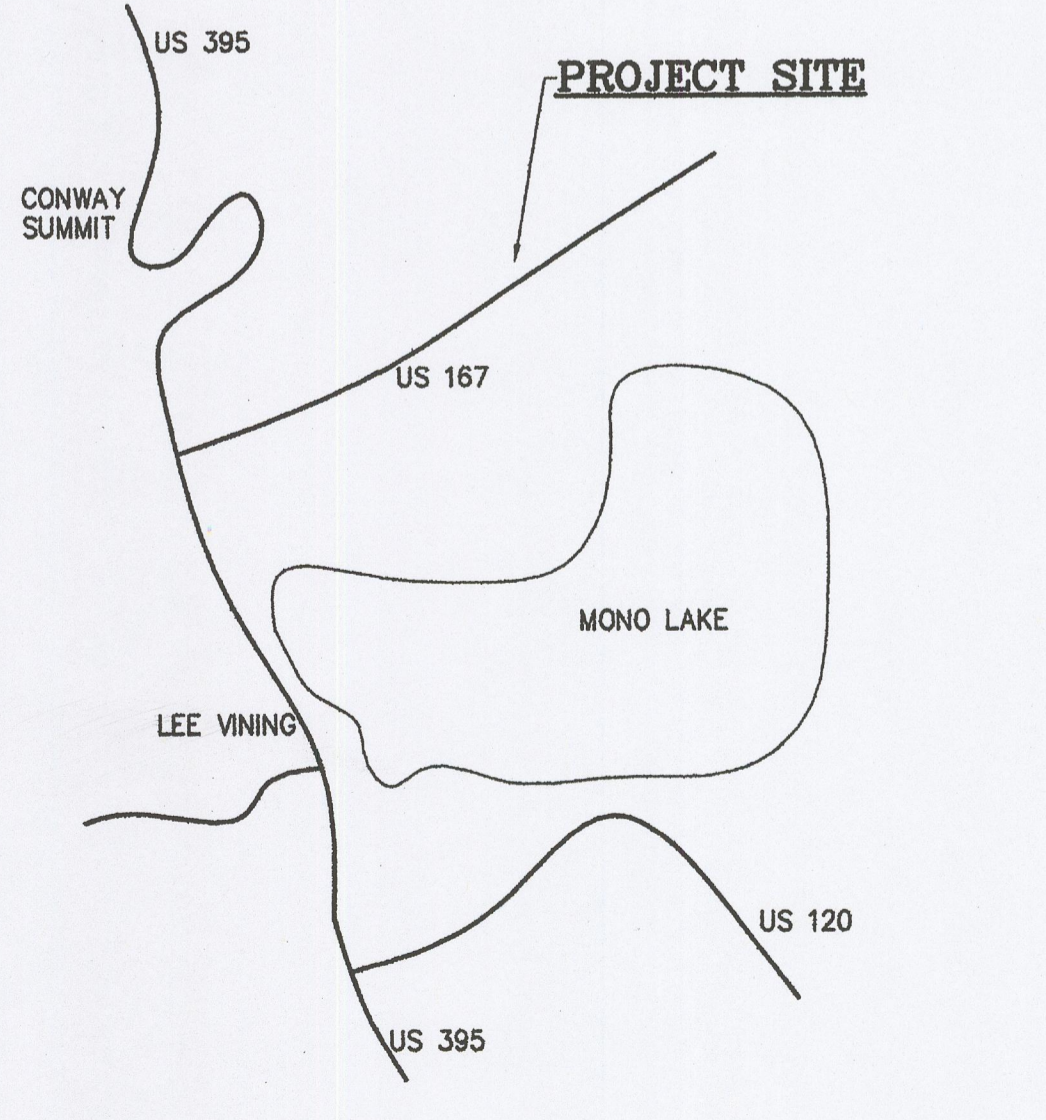 US 395
PROJECT SITE
CONWAY
SUMMIT
US 167
MONO LAKE
LEE VINING
US 120
US 395